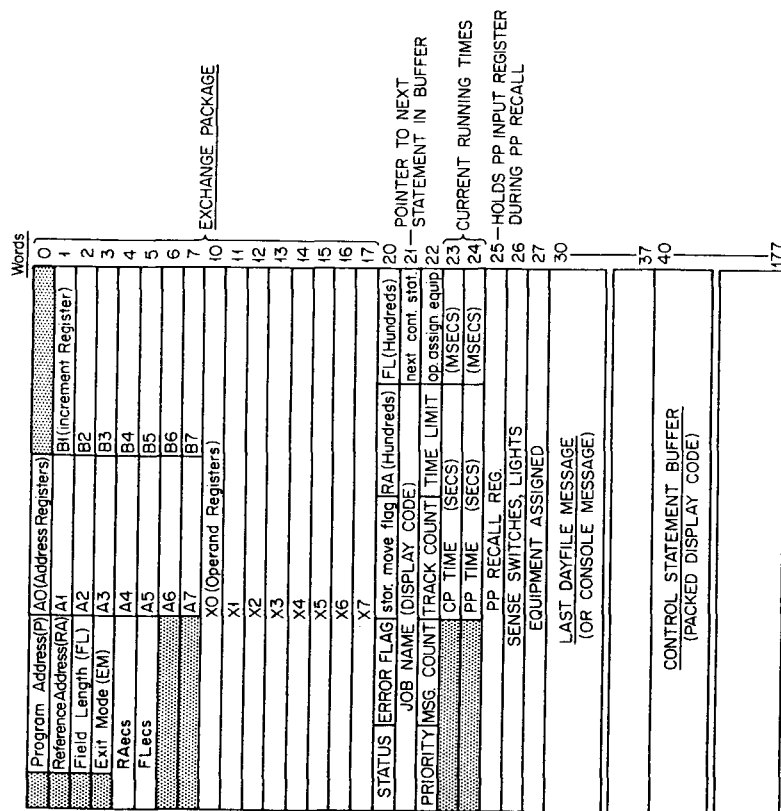 Words
Program Address(P) A0(Address Registers) 0
Reference Address(RA) A1 B1(increment Register) 1
Field Length (FL) A2 B2 2
Exit Mode (EM) A3 B3 3
RAecs A4 B4 4
FLecs A5 B5 5
A6 B6 6
A7 B7 7
X0 (Operand Registers) 10
X1 11
X2 12
X3 13
X4 14
X5 15
X6 16
X7 17
EXCHANGE PACKAGE
STATUS ERROR FLAG stor. move flag RA (Hundreds) FL (Hundreds) 20
JOB NAME (DISPLAY CODE) next cont. stat. 21 — POINTER TO NEXT
STATEMENT IN BUFFER
PRIORITY MSG. COUNT TRACK COUNT TIME LIMIT op. assign equip 22
CP TIME (SECS) (MSECS) 23
PP TIME (SECS) (MSECS) 24
CURRENT RUNNING TIMES
PP RECALL REG. 25 — HOLDS PP INPUT REGISTER
DURING PP RECALL
SENSE SWITCHES, LIGHTS 26
EQUIPMENT ASSIGNED 27
LAST DAYFILE MESSAGE 30
(OR CONSOLE MESSAGE)
37
CONTROL STATEMENT BUFFER 40
(PACKED DISPLAY CODE)
177